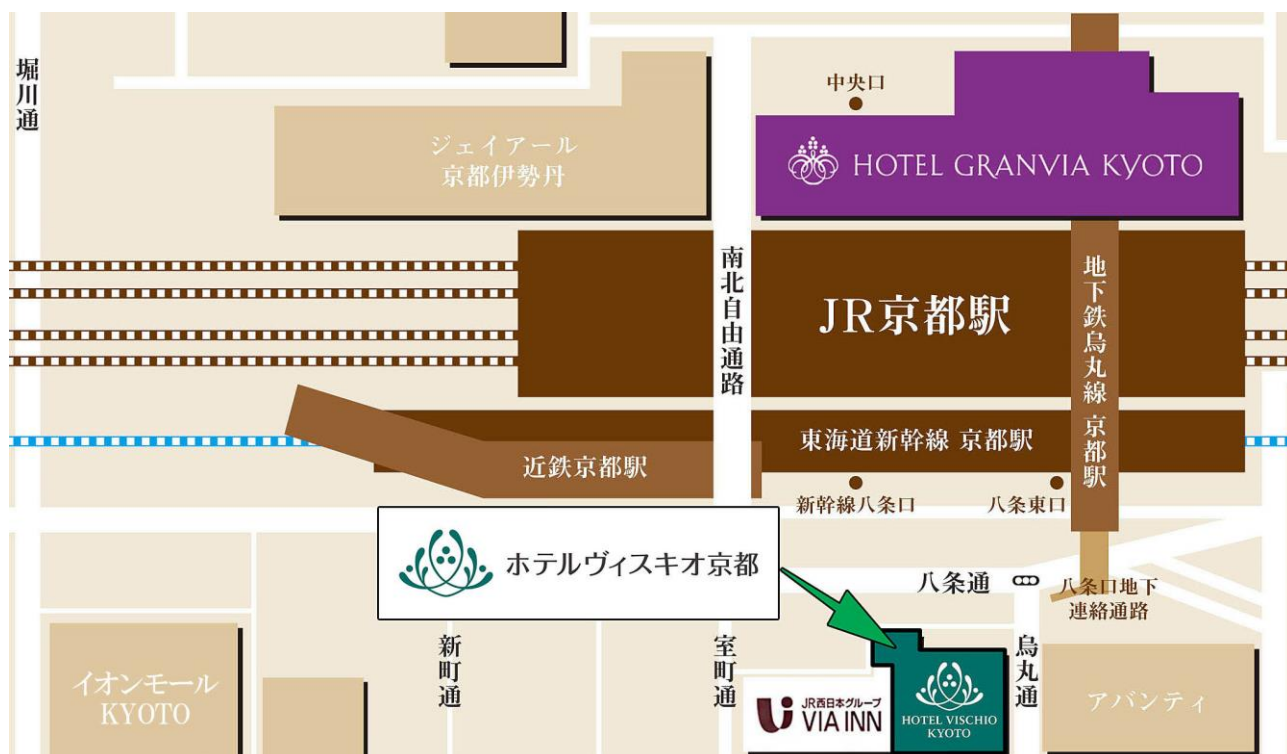 堀川通
中央口
ジェイアール
京都伊勢丹
HOTEL GRANVIA KYOTO
南北自由通路
JR京都駅
地下鉄烏丸線 京都駅
東海道新幹線 京都駅
近鉄京都駅
新幹線八条口
八条東口
ホテルヴィスキオ京都
八条通
八条口地下
連絡通路
新町通
室町通
烏丸通
イオンモール
KYOTO
JR西日本グループ
VIA INN
HOTEL VISCHIO
KYOTO
アバンティ